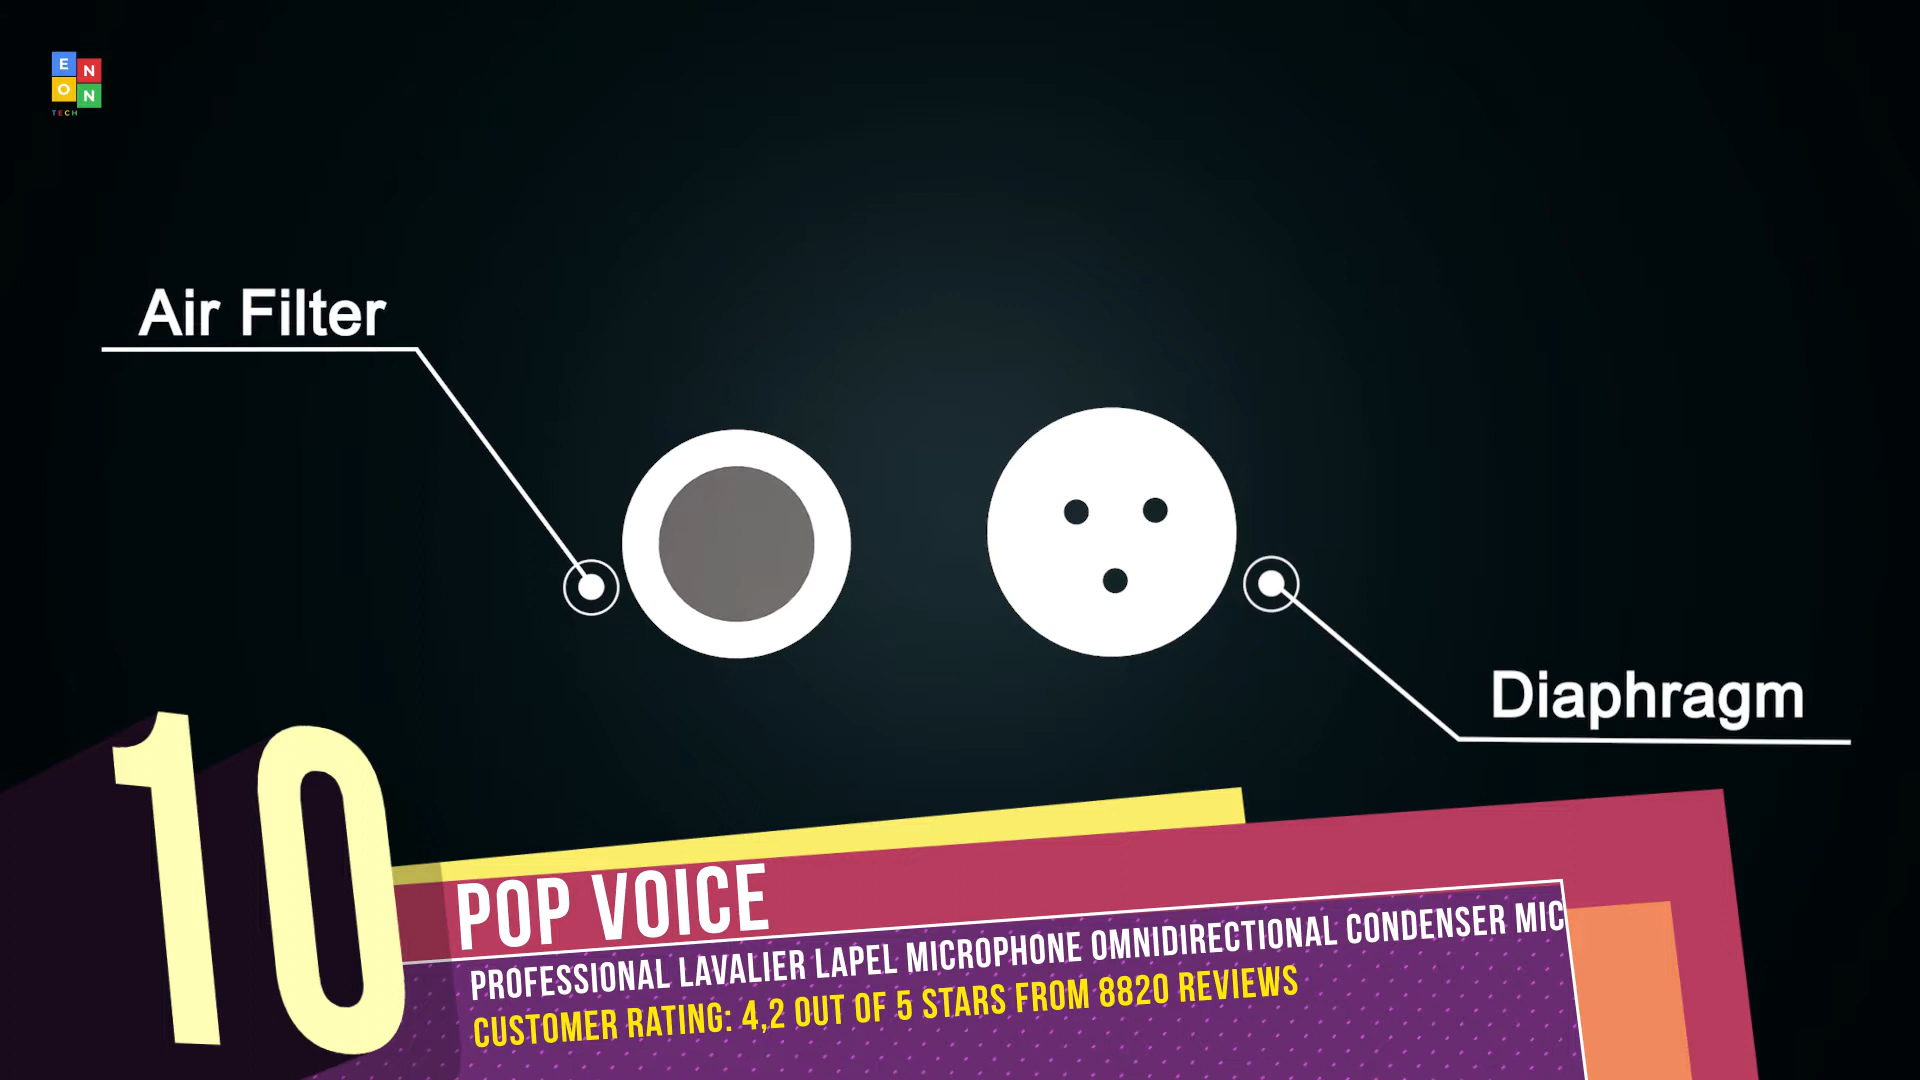 E N
O N
TECH
Air Filter
Diaphragm
10
POP VOICE
PROFESSIONAL LAVALIER LAPEL MICROPHONE OMNIDIRECTIONAL CONDENSER MIC
CUSTOMER RATING: 4,2 OUT OF 5 STARS FROM 8820 REVIEWS